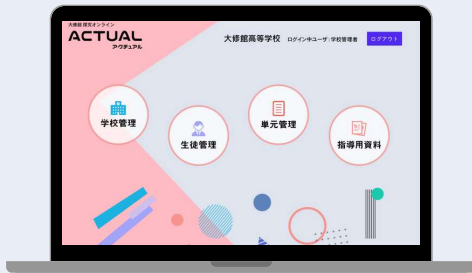 大修館 探究オンライン
ACTUAL
アクチュアル
大修館高等学校 ログイン中ユーザ:学校管理者 ログアウト
学校管理
生徒管理
単元管理
指導用資料